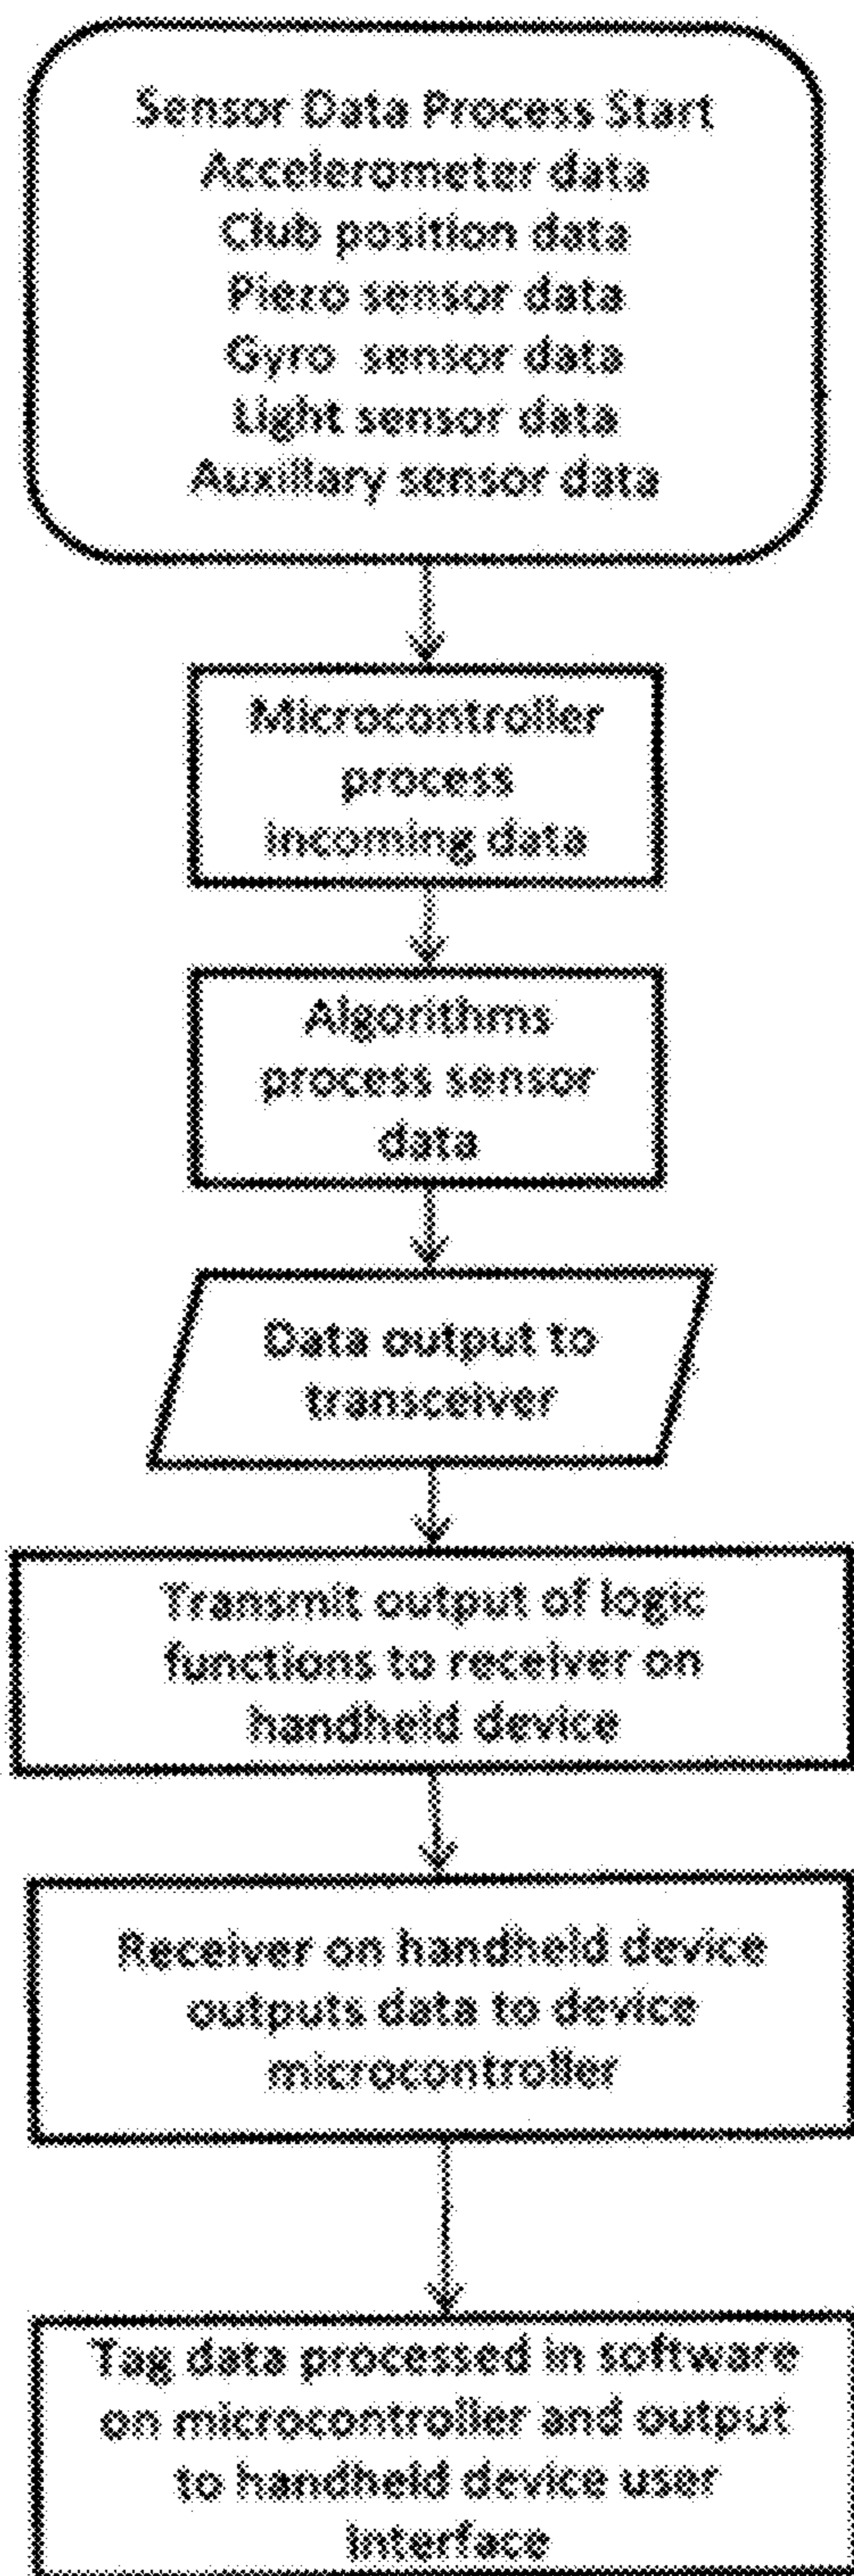 Sensor Data Process Start
Accelerometer data
Club position data
Piezo sensor data
Gyro sensor data
Light sensor data
Auxillary sensor data
Microcontroller
process
incoming data
Algorithms
process sensor
data
Data output to
transceiver
Transmit output of logic
functions to receiver on
handheld device
Receiver on handheld device
outputs data to device
microcontroller
Tag data processed in software
on microcontroller and output
to handheld device user
interface